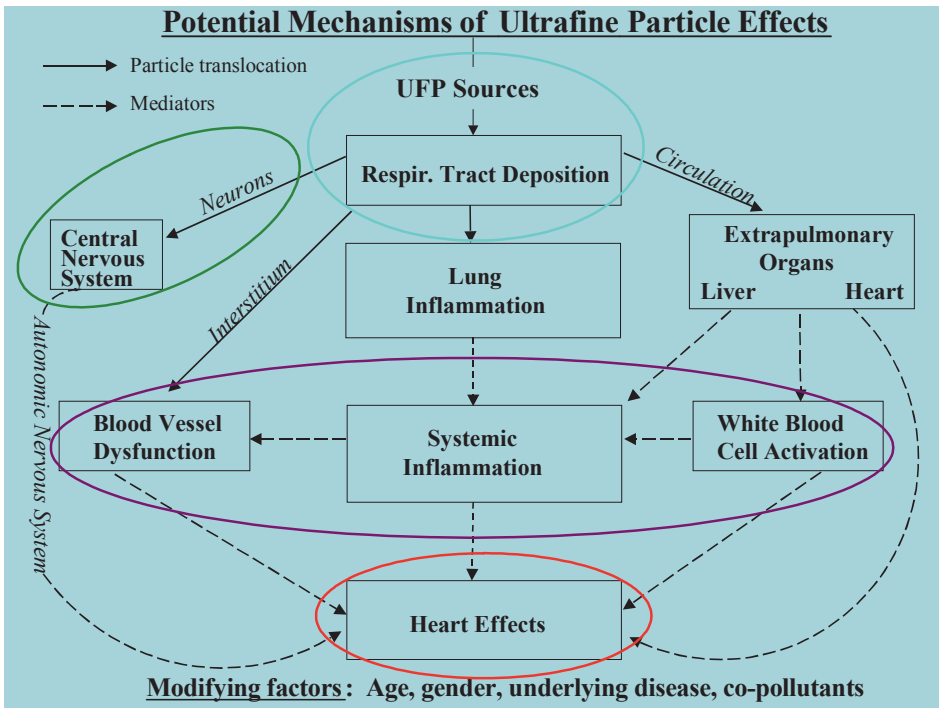 Potential Mechanisms of Ultrafine Particle Effects
Particle translocation
Mediators
UFP Sources
Respir. Tract Deposition
Neurons
Circulation
Central
Nervous
System
Interstitium
Lung
Inflammation
Extrapulmonary
Organs
Liver Heart
Autonomic Nervous System
Blood Vessel
Dysfunction
Systemic
Inflammation
White Blood
Cell Activation
Heart Effects
Modifying factors: Age, gender, underlying disease, co-pollutants